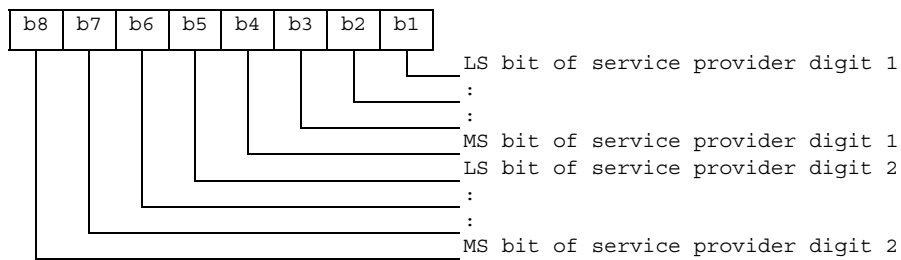 b8 b7 b6 b5 b4 b3 b2 b1
LS bit of service provider digit 1
:
:
MS bit of service provider digit 1
LS bit of service provider digit 2
:
:
MS bit of service provider digit 2